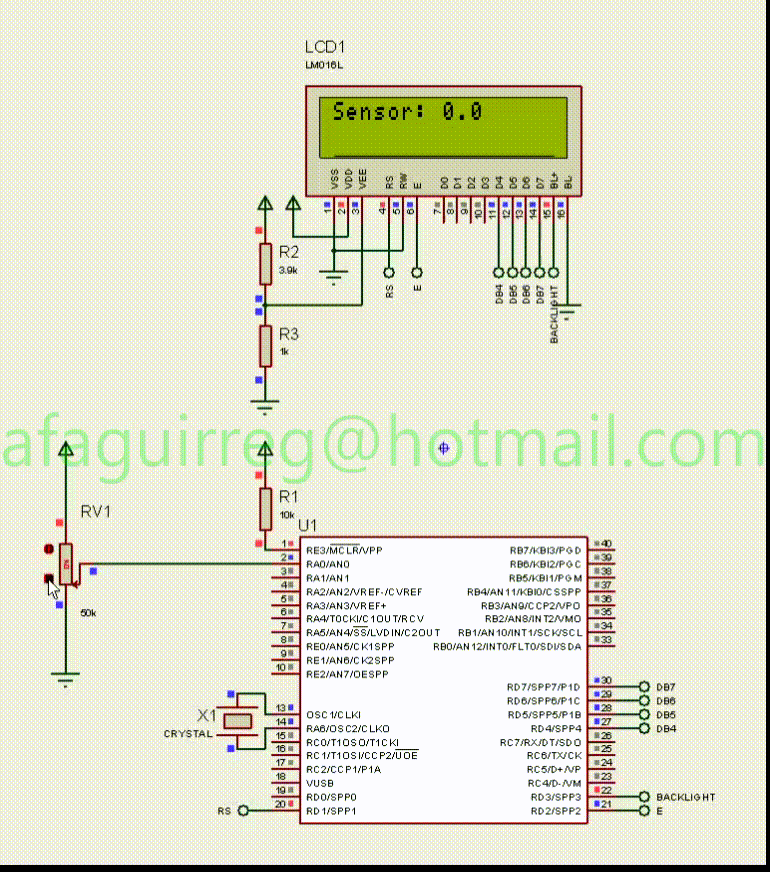 LCD1
LM016L
Sensor: 0.0
VSS
VDD
VEE
RS
RW
E
D0
D1
D2
D3
D4
D5
D6
D7
BL+
BL-
1
2
3
4
5
6
7
8
9
10
11
12
13
14
15
16
R2
3.9k
RS
E
DB4
DB5
DB6
DB7
BACKLIGHT
R3
1k
afaguirreg@hotmail.com
RV1
50k
R1
10k
U1
1 RE3/MCLR/VPP RB7/KBI3/PGD 40
2 RA0/AN0 RB6/KBI2/PGC 39
3 RA1/AN1 RB5/KBI1/PGM 38
4 RA2/AN2/VREF-/CVREF RB4/AN11/KBI0/CSSPP 37
5 RA3/AN3/VREF+ RB3/AN9/CCP2/VPO 36
6 RA4/T0CKI/C1OUT/RCV RB2/AN8/INT2/VMO 35
7 RA5/AN4/SS/LVDIN/C2OUT RB1/AN10/INT1/SCK/SCL 34
8 RE0/AN5/CK1SPP RB0/AN12/INT0/FLT0/SDI/SDA 33
9 RE1/AN6/CK2SPP
10 RE2/AN7/OESPP
RD7/SPP7/P1D 30 DB7
RD6/SPP6/P1C 29 DB6
13 OSC1/CLKI RD5/SPP5/P1B 28 DB5
14 RA6/OSC2/CLKO RD4/SPP4 27 DB4
15 RC0/T1OSO/T1CKI RC7/RX/DT/SDO 26
16 RC1/T1OSI/CCP2/UOE RC6/TX/CK 25
17 RC2/CCP1/P1A RC5/D+/VP 24
18 VUSB RC4/D-/VM 23
19 RD0/SPP0 RD3/SPP3 22 BACKLIGHT
RS 20 RD1/SPP1 RD2/SPP2 21 E
X1
CRYSTAL